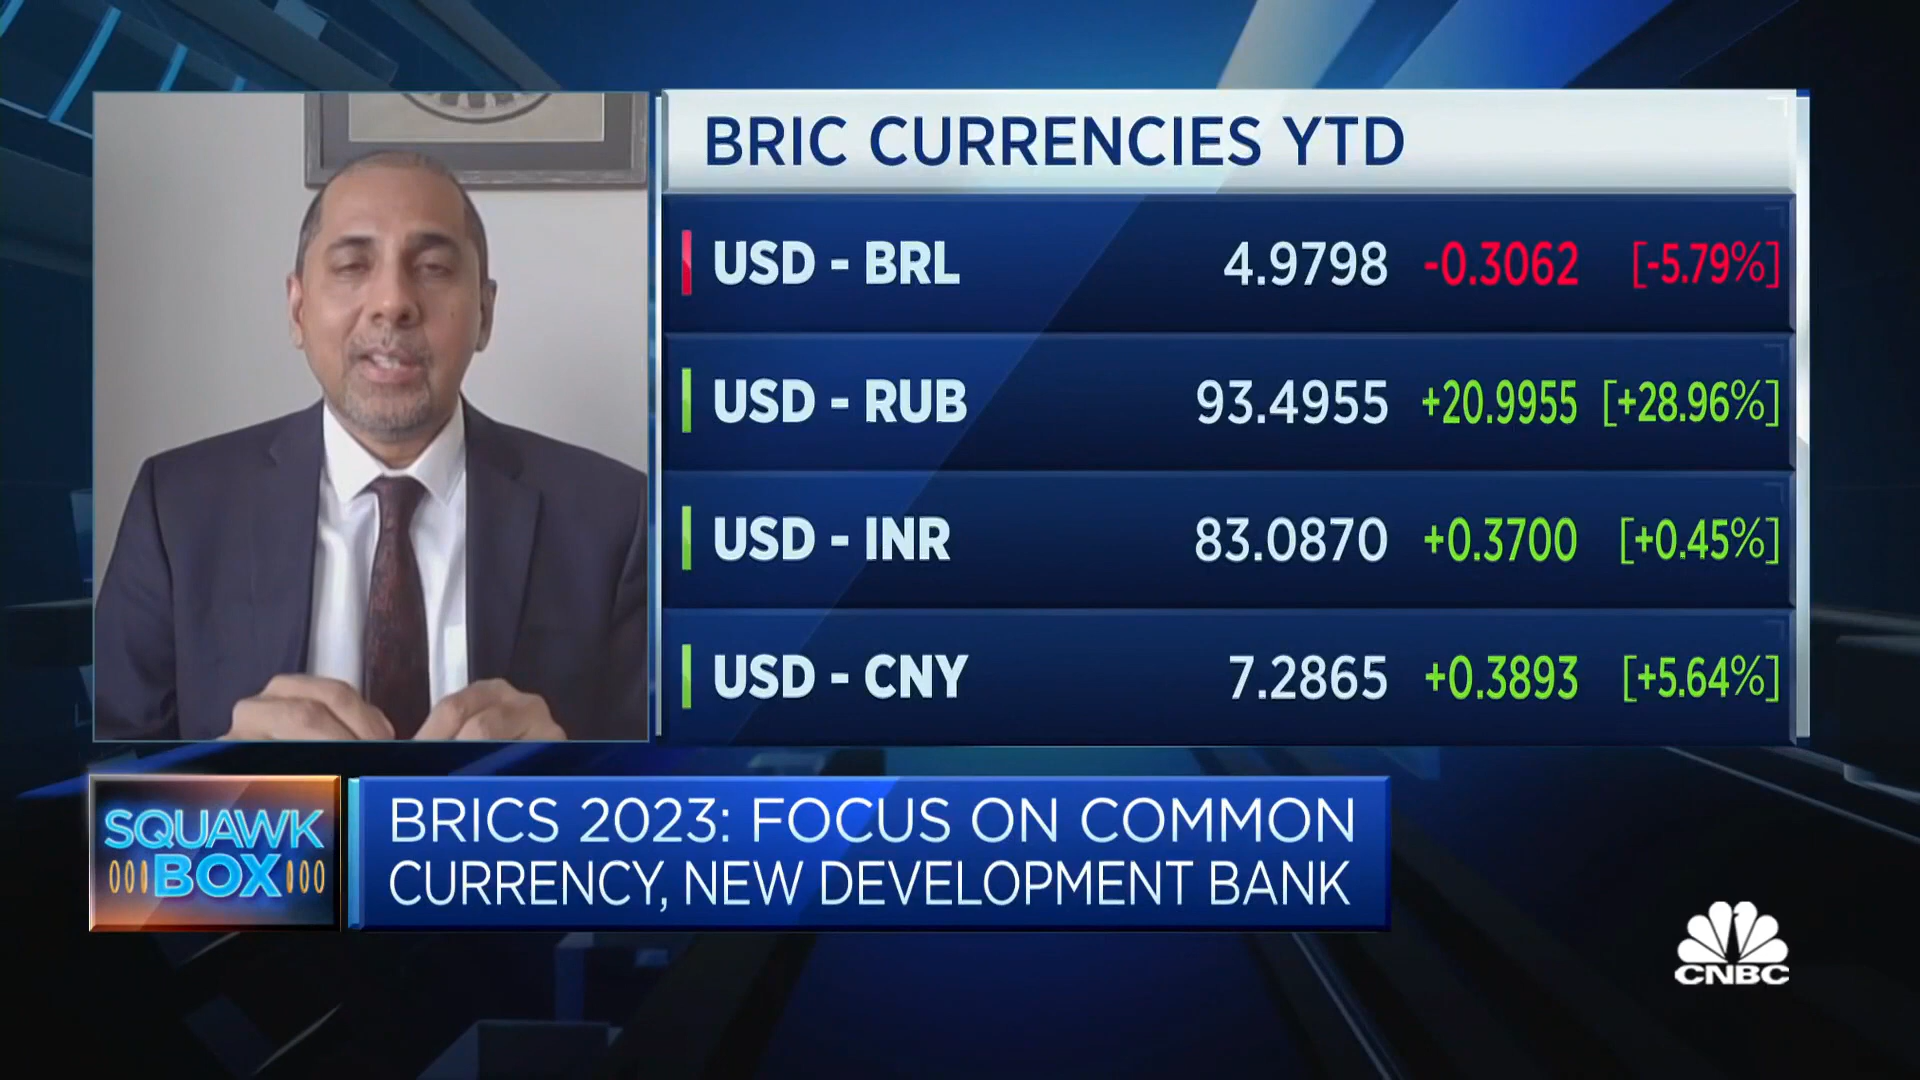 BRIC CURRENCIES YTD
USD - BRL 4.9798 -0.3062 [-5.79%]
USD - RUB 93.4955 +20.9955 [+28.96%]
USD - INR 83.0870 +0.3700 [+0.45%]
USD - CNY 7.2865 +0.3893 [+5.64%]
SQUAWK
BOX
BRICS 2023: FOCUS ON COMMON
CURRENCY, NEW DEVELOPMENT BANK
CNBC